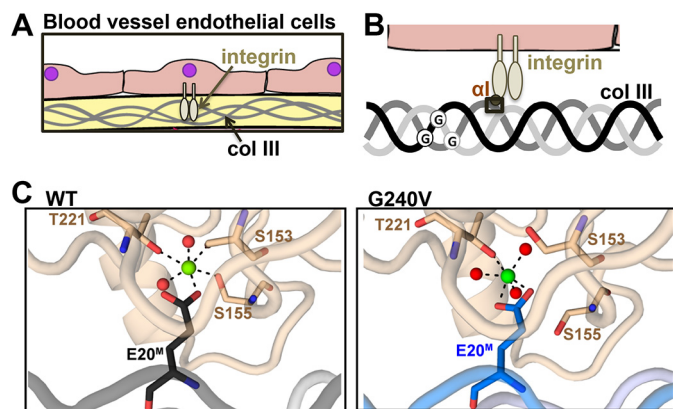 A Blood vessel endothelial cells
integrin
col III
B
integrin
αI
col III
G
G
G
C WT
T221
S153
S155
E20ᴹ
G240V
T221
S153
S155
E20ᴹ